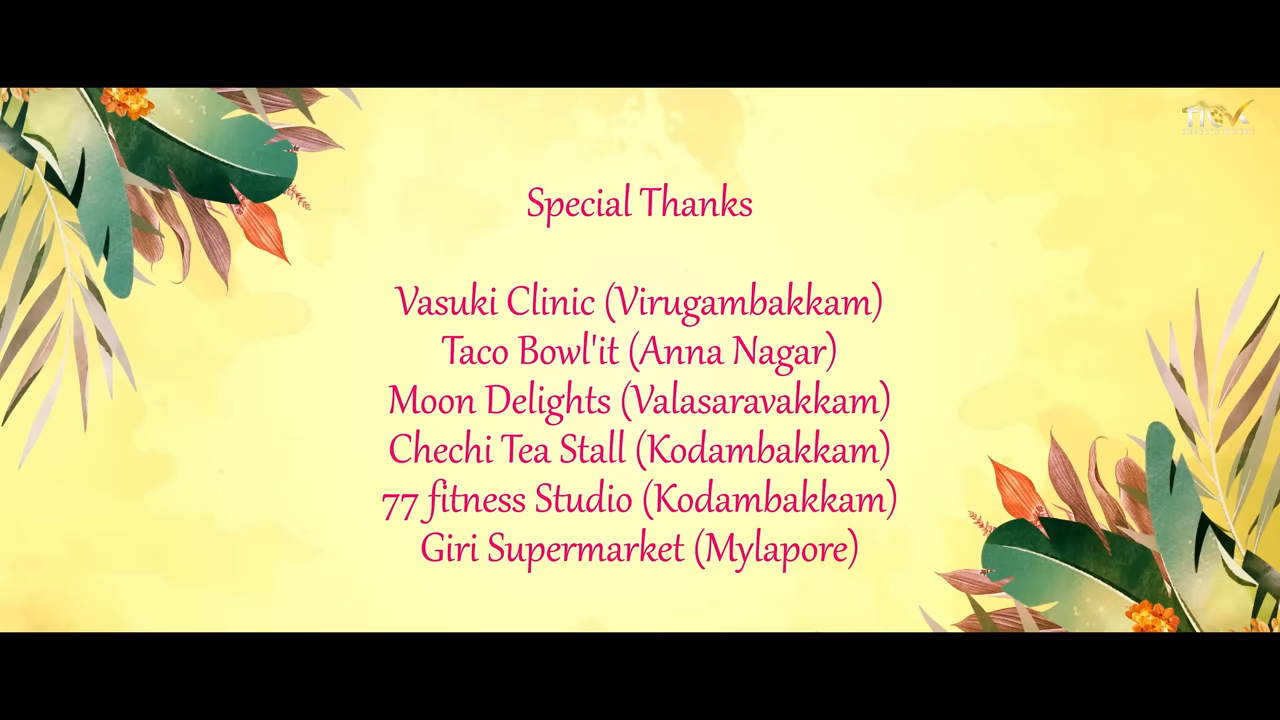 Special Thanks
Vasuki Clinic (Virugambakkam)
Taco Bowl'it (Anna Nagar)
Moon Delights (Valasaravakkam)
Chechi Tea Stall (Kodambakkam)
77 fitness Studio (Kodambakkam)
Giri Supermarket (Mylapore)